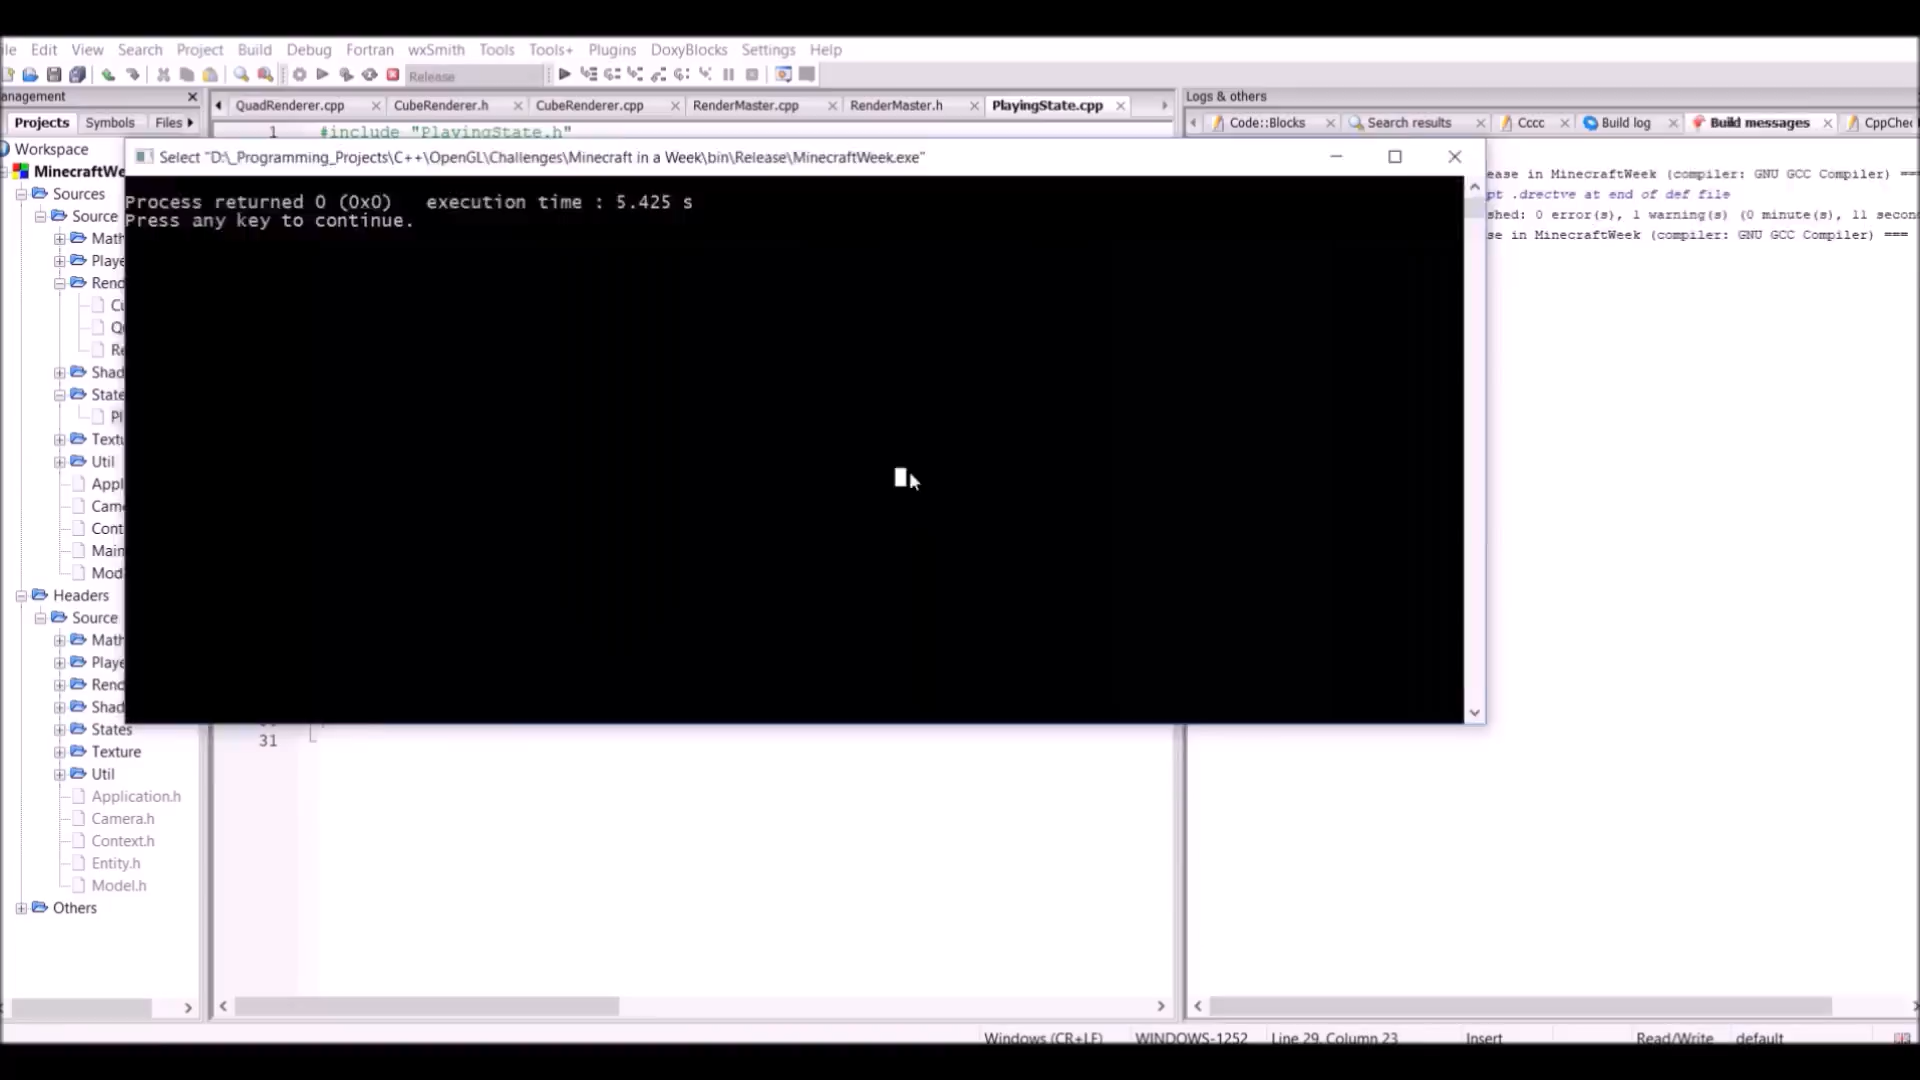 ile Edit View Search Project Build Debug Fortran wxSmith Tools Tools+ Plugins DoxyBlocks Settings Help
Release
anagement
Projects Symbols Files
QuadRenderer.cpp CubeRenderer.h CubeRenderer.cpp RenderMaster.cpp RenderMaster.h PlayingState.cpp
Logs & others
Code::Blocks Search results Cccc Build log Build messages CppChec
1 #include "PlayingState.h"
Select "D:\_Programming_Projects\C++\OpenGL\Challenges\Minecraft in a Week\bin\Release\MinecraftWeek.exe"
Process returned 0 (0x0) execution time : 5.425 s
Press any key to continue.
ease in MinecraftWeek (compiler: GNU GCC Compiler) ===
pt .drectve at end of def file
shed: 0 error(s), 1 warning(s) (0 minute(s), 11 secon
se in MinecraftWeek (compiler: GNU GCC Compiler) ===
Workspace
MinecraftWe
Sources
Source
Math
Playe
Rend
Cu
Qu
Re
Shad
State
Pl
Textu
Util
Appl
Came
Cont
Main
Mod
Headers
Source
Math
Playe
Rend
Shad
States
Texture
Util
Application.h
Camera.h
Context.h
Entity.h
Model.h
Others
31
Windows (CR+LF) WINDOWS-1252 Line 29, Column 23 Insert Read/Write default